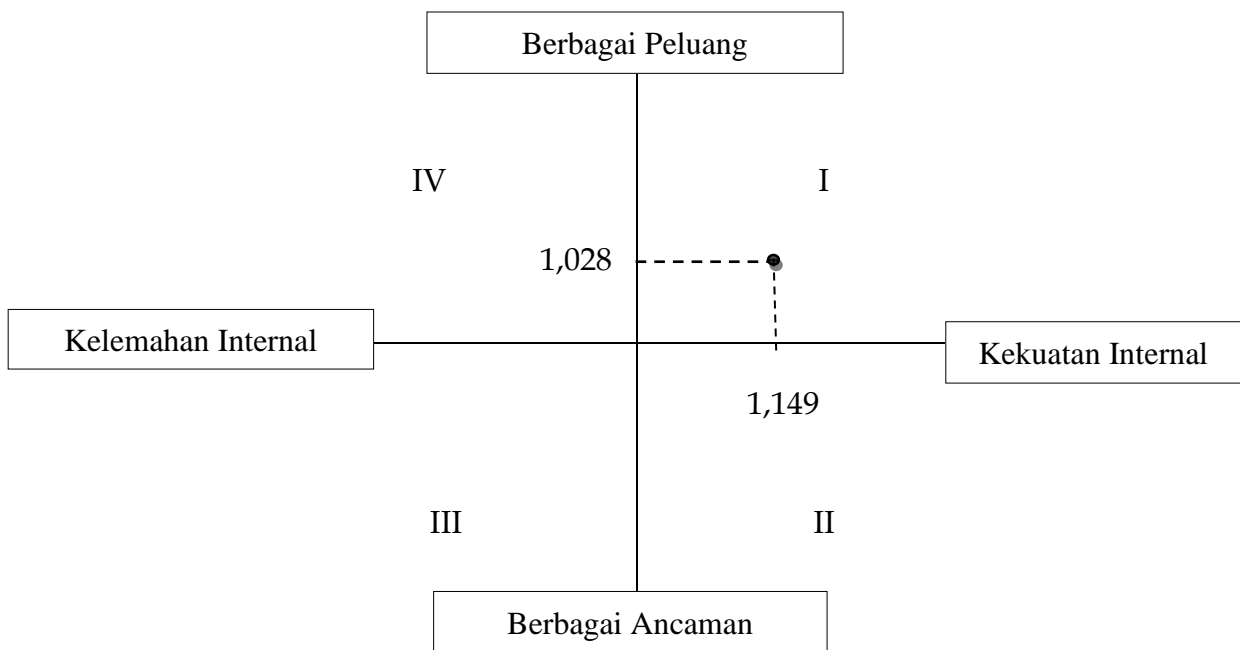 Berbagai Peluang
IV
I
1,028
Kelemahan Internal
Kekuatan Internal
1,149
III
II
Berbagai Ancaman